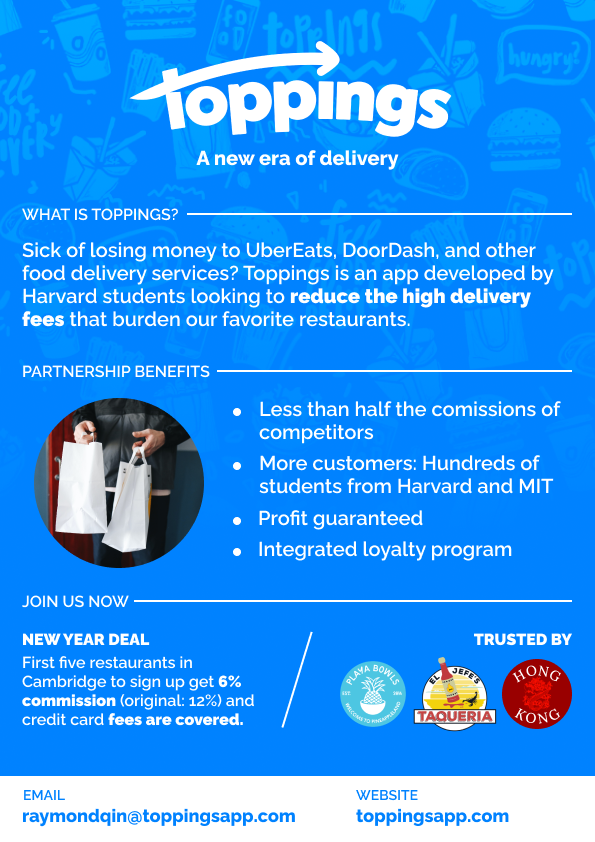 hungry?
toppings
A new era of delivery
WHAT IS TOPPINGS?
Sick of losing money to UberEats, DoorDash, and other
food delivery services? Toppings is an app developed by
Harvard students looking to reduce the high delivery
fees that burden our favorite restaurants.
PARTNERSHIP BENEFITS
• Less than half the comissions of
competitors
• More customers: Hundreds of
students from Harvard and MIT
• Profit guaranteed
• Integrated loyalty program
JOIN US NOW
NEW YEAR DEAL
First five restaurants in
Cambridge to sign up get 6%
commission (original: 12%) and
credit card fees are covered.
TRUSTED BY
PLAYA BOWLS
EST.
WELCOME TO PINEAPPLELAND
EL JEFE'S
TAQUERIA
HONG
KONG
EMAIL
raymondqin@toppingsapp.com
WEBSITE
toppingsapp.com